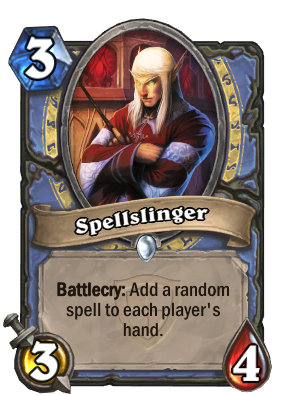 3
Spellslinger
Battlecry: Add a random
spell to each player's
hand.
3
4